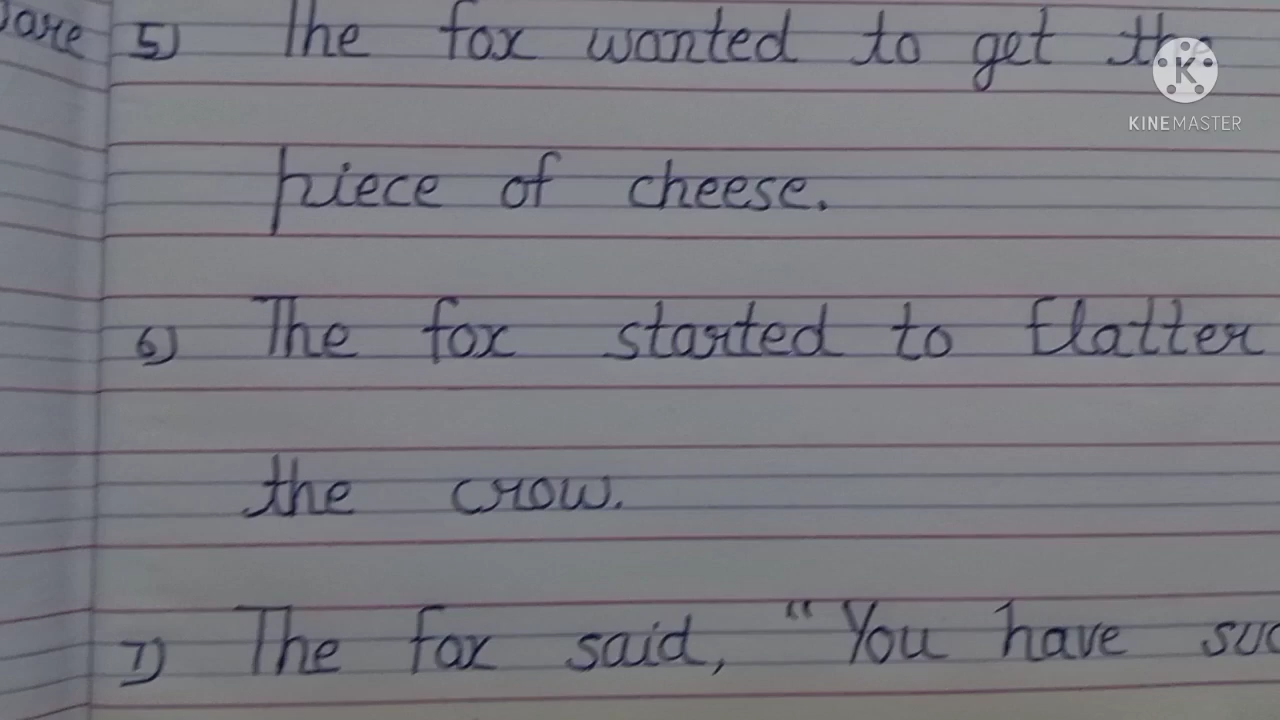 are 5) The fox wanted to get the
piece of cheese.
6) The fox started to flatter
the crow.
7) The fox said, "You have
KINEMASTER